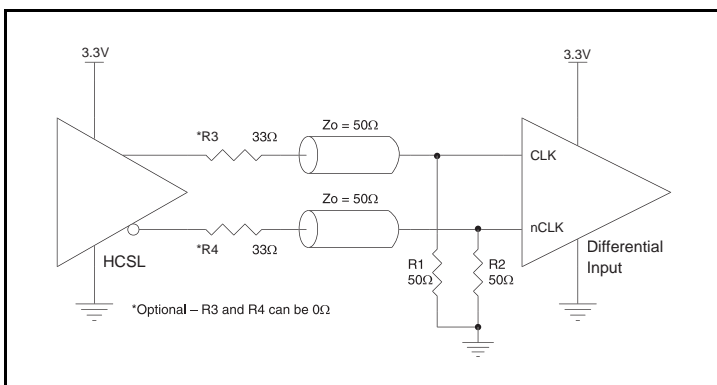 3.3V
3.3V
*R3 33Ω
Zo = 50Ω
CLK
Zo = 50Ω
nCLK
HCSL
*R4 33Ω
R1
50Ω
R2
50Ω
Differential
Input
*Optional – R3 and R4 can be 0Ω